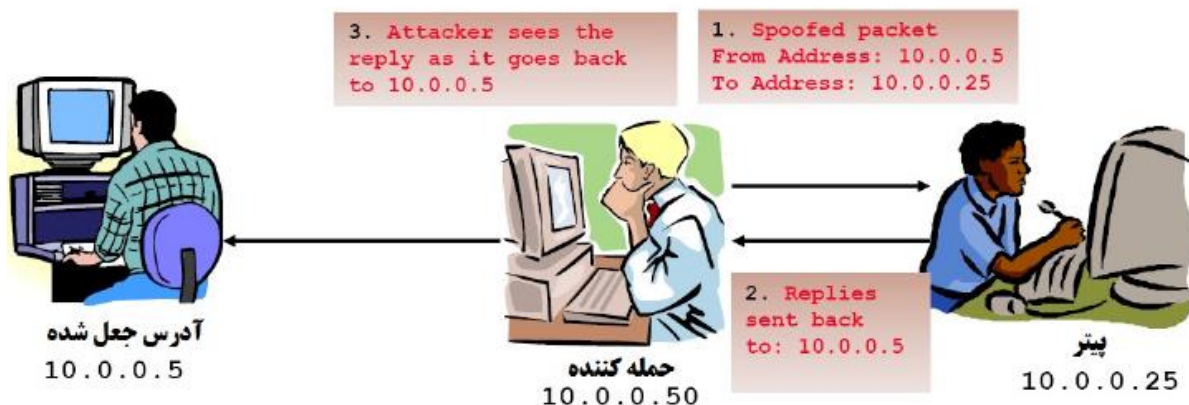 3. Attacker sees the
reply as it goes back
to 10.0.0.5
1. Spoofed packet
From Address: 10.0.0.5
To Address: 10.0.0.25
2. Replies
sent back
to: 10.0.0.5
آدرس جعل شده
10.0.0.5
حمله کننده
10.0.0.50
پیتر
10.0.0.25